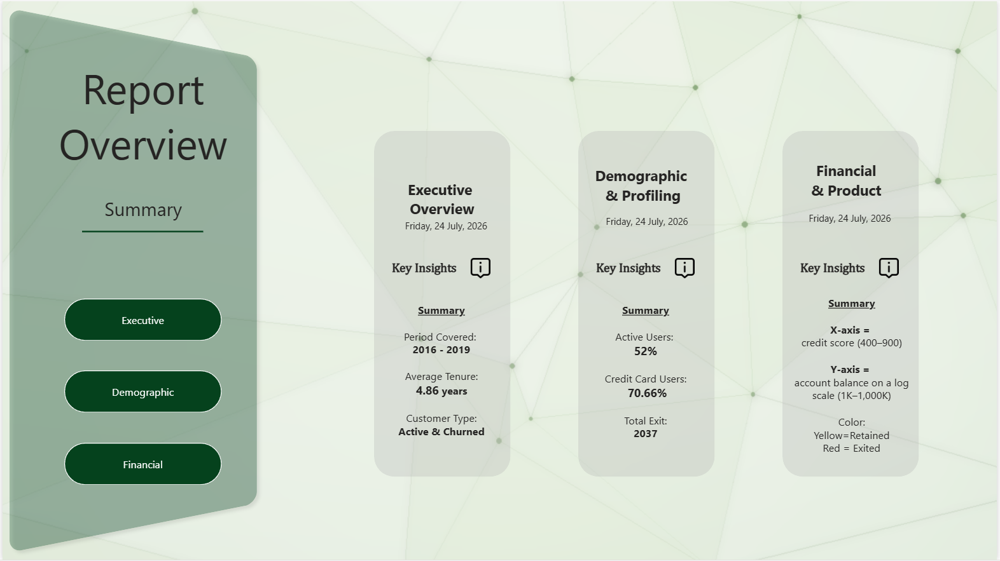 Report
Overview
Summary
Executive
Demographic
Financial
Executive
Overview
Friday, 24 July, 2026
Key Insights
Summary
Period Covered:
2016 - 2019
Average Tenure:
4.86 years
Customer Type:
Active & Churned
Demographic
& Profiling
Friday, 24 July, 2026
Key Insights
Summary
Active Users:
52%
Credit Card Users:
70.66%
Total Exit:
2037
Financial
& Product
Friday, 24 July, 2026
Key Insights
Summary
X-axis =
credit score (400–900)
Y-axis =
account balance on a log
scale (1K–1,000K)
Color:
Yellow=Retained
Red = Exited